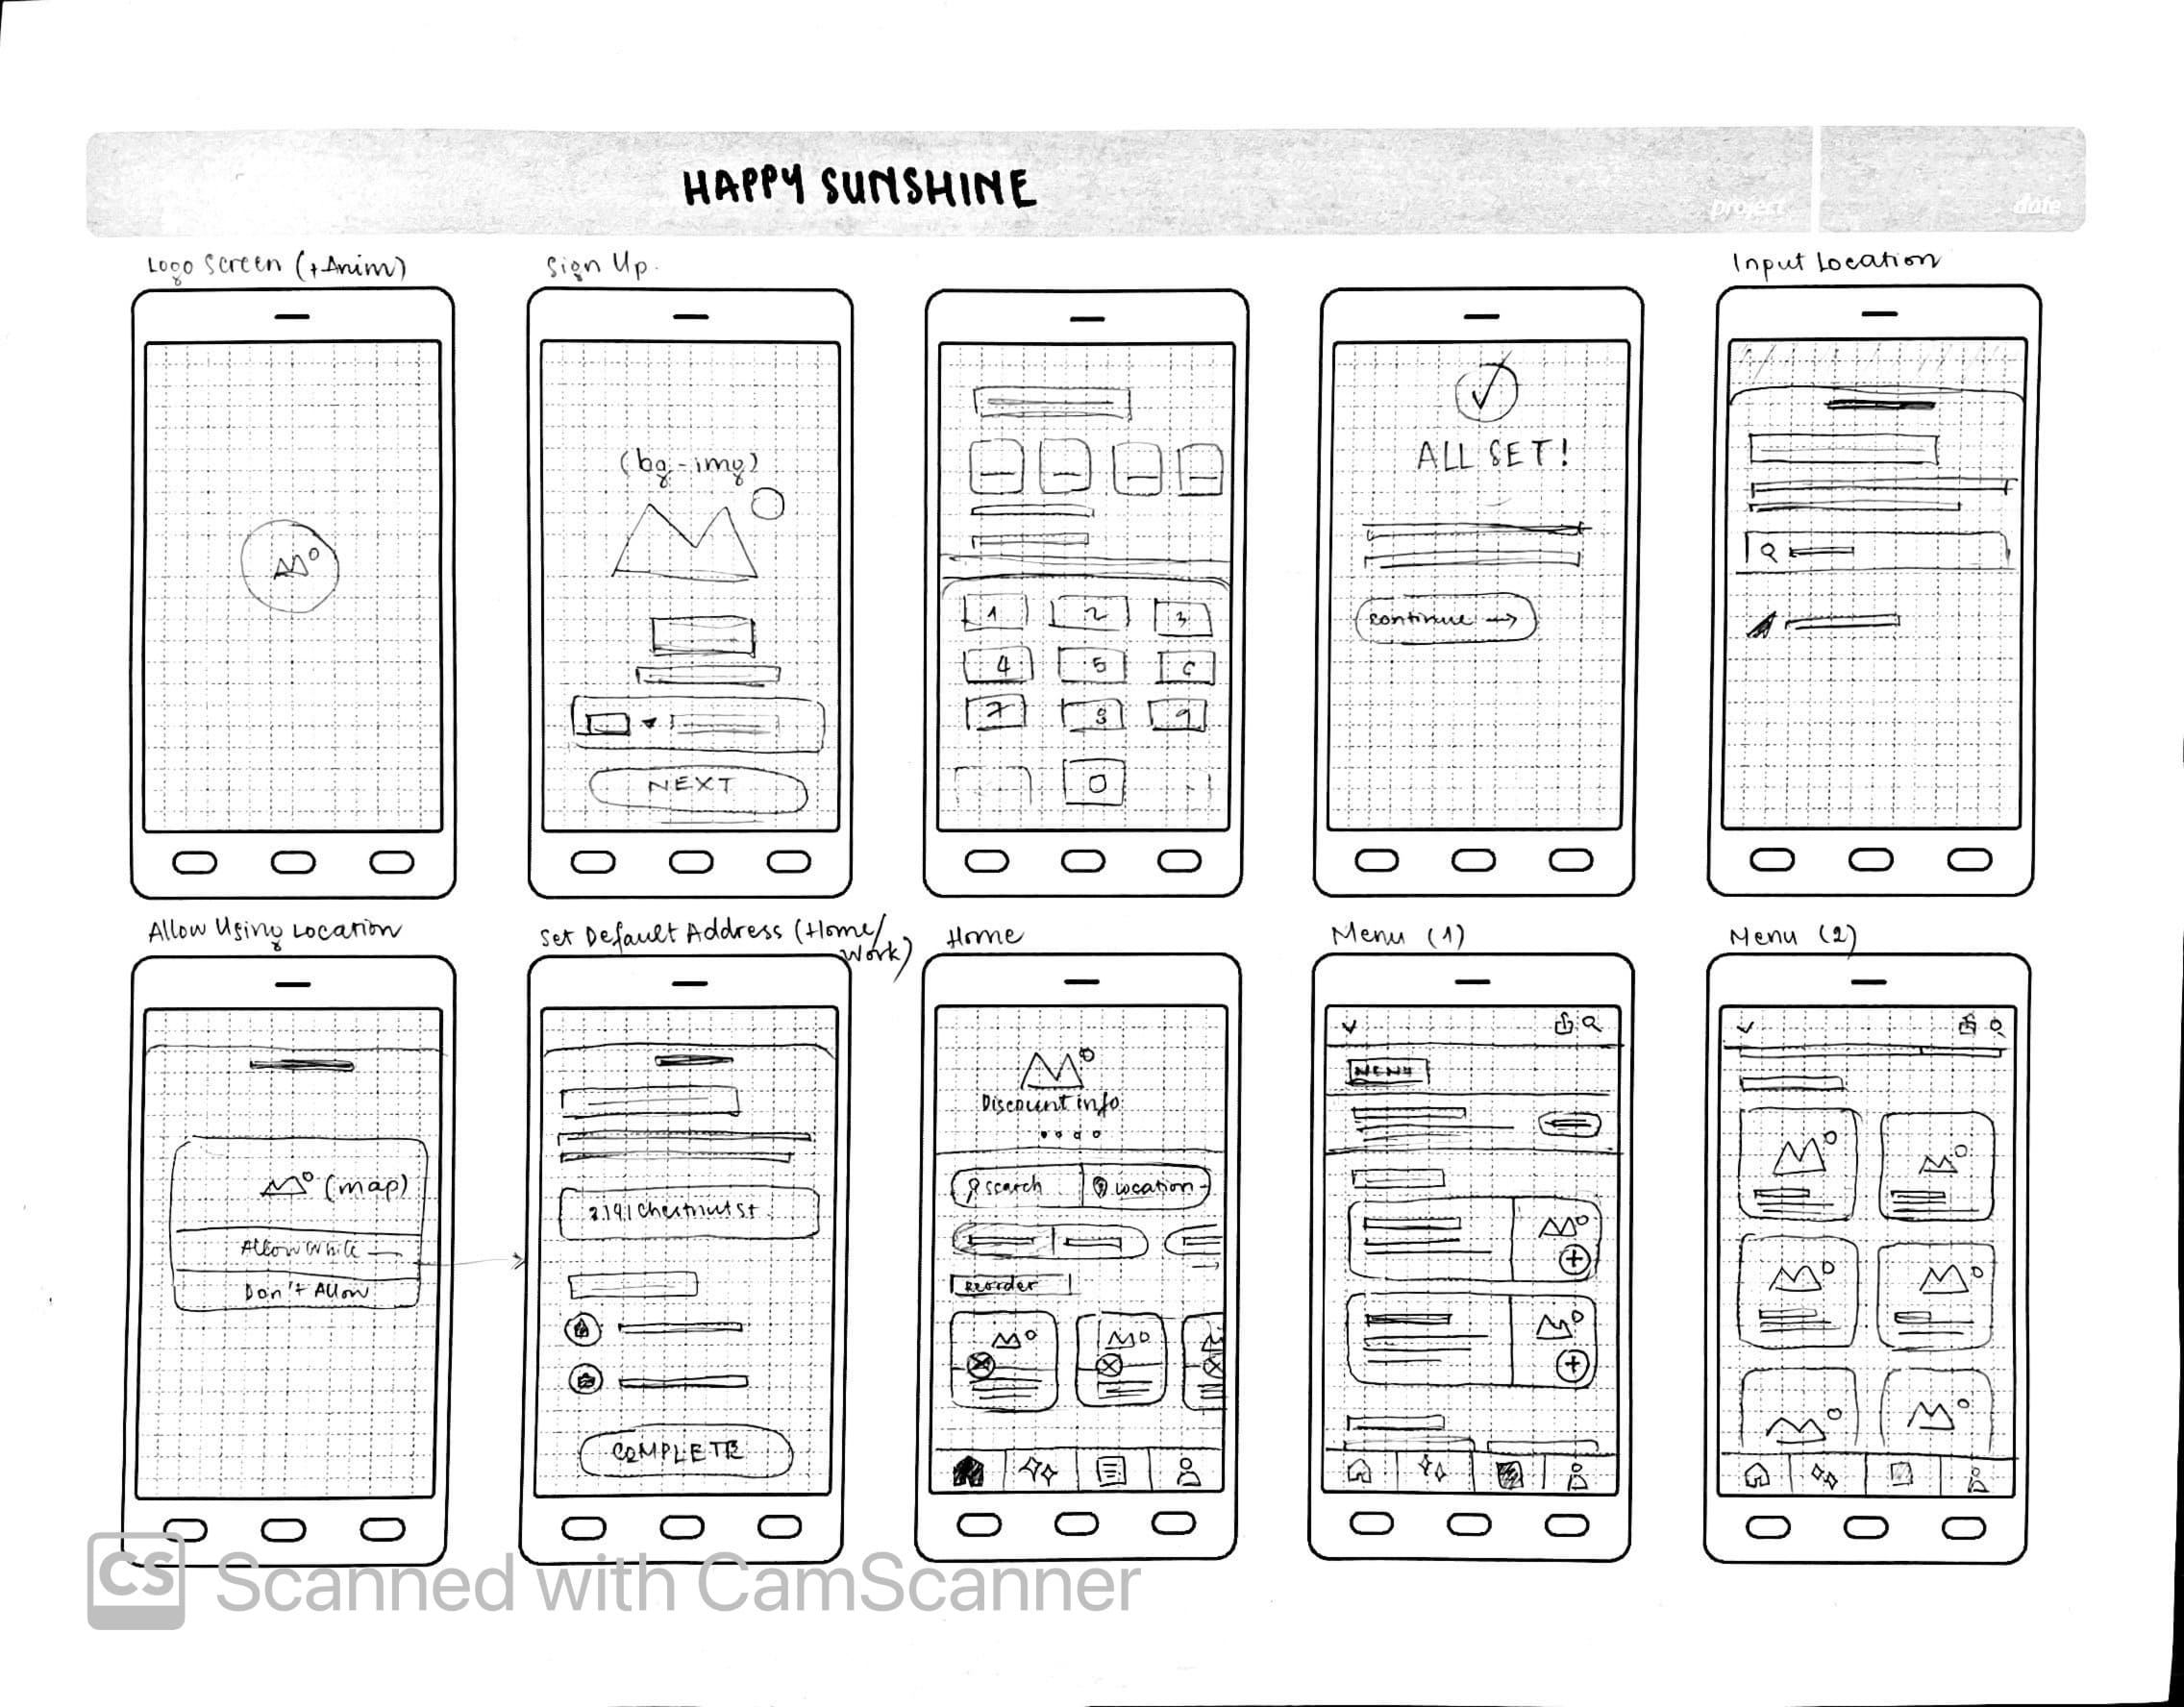 HAPPY SUNSHINE
project
date
Logo Screen (+Anim)
Sign Up.
Input Location
(bg-img)
NEXT
1 2 3
4 5 6
7 8 9
0
ALL SET!
continue →
Allow Using Location
Set Default Address (Home/
Work)
Home
Menu (1)
Menu (2)
(map)
Allow While
Don't Allow
2191 Chestnut St
COMPLETE
Discount info
search
Location
Reorder
MENU
CS Scanned with CamScanner